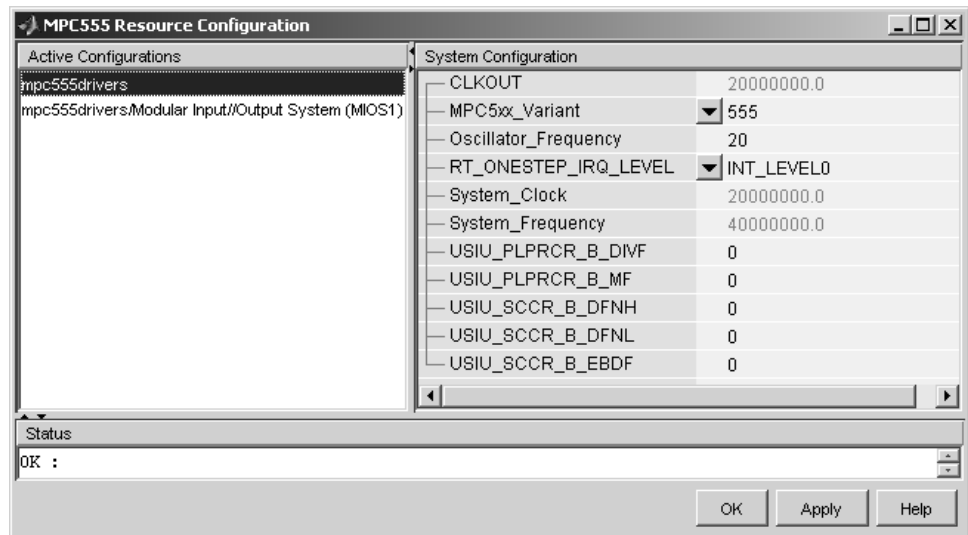 MPC555 Resource Configuration
Active Configurations
mpc555drivers
mpc555drivers/Modular Input//Output System (MIOS1)
System Configuration
CLKOUT 20000000.0
MPC5xx_Variant 555
Oscillator_Frequency 20
RT_ONESTEP_IRQ_LEVEL INT_LEVEL0
System_Clock 20000000.0
System_Frequency 40000000.0
USIU_PLPRCR_B_DIVF 0
USIU_PLPRCR_B_MF 0
USIU_SCCR_B_DFNH 0
USIU_SCCR_B_DFNL 0
USIU_SCCR_B_EBDF 0
Status
OK :
OK Apply Help